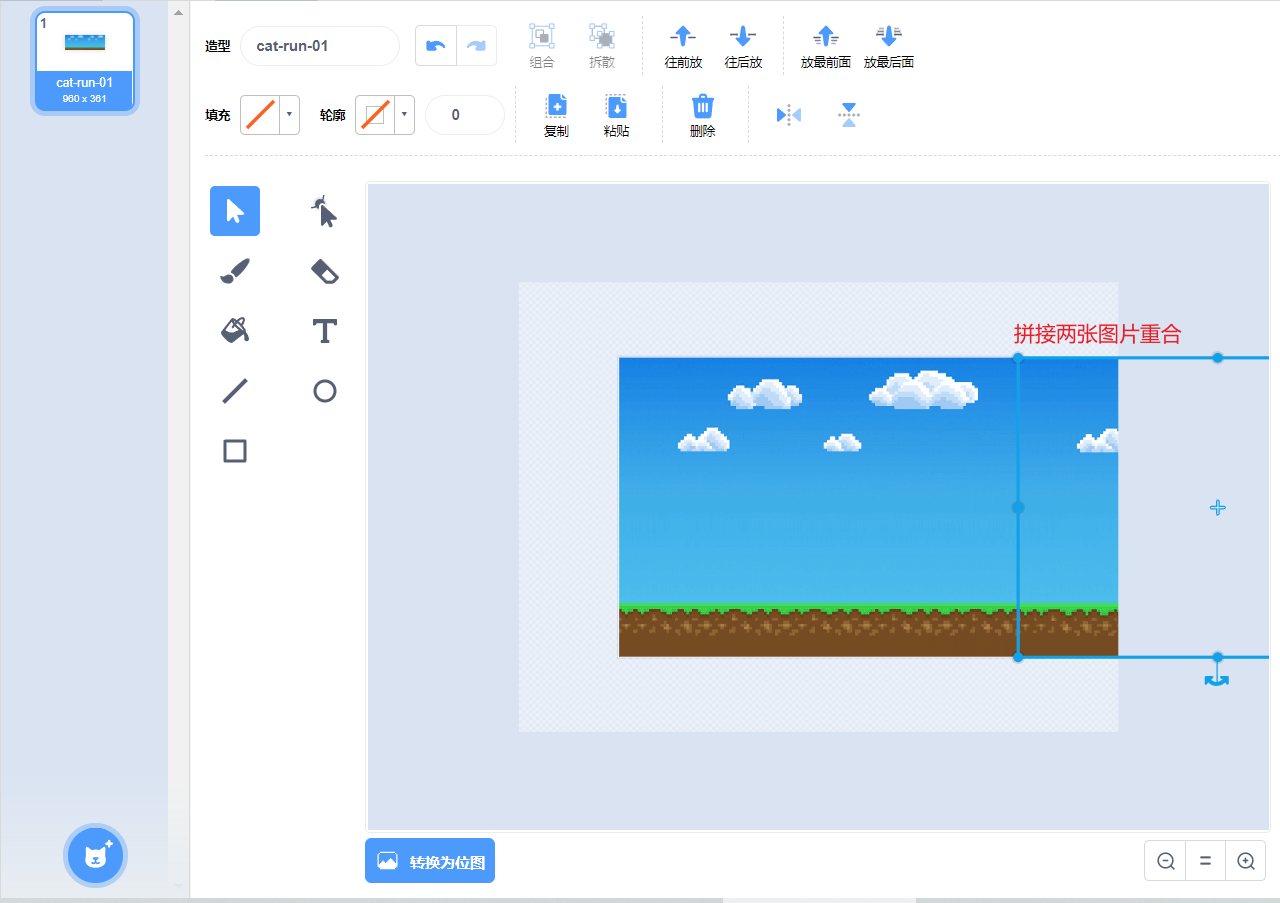 1
cat-run-01
960 x 361
造型
cat-run-01
组合
拆散
往前放
往后放
放最前面
放最后面
填充
轮廓
0
复制
粘贴
删除
T
拼接两张图片重合
转换为位图